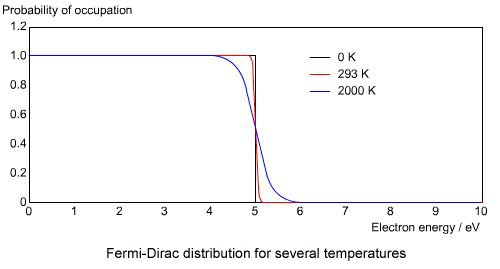 Probability of occupation
1.2
1.0
0.8
0.6
0.4
0.2
0
0 K
293 K
2000 K
0 1 2 3 4 5 6 7 8 9 10
Electron energy / eV
Fermi-Dirac distribution for several temperatures